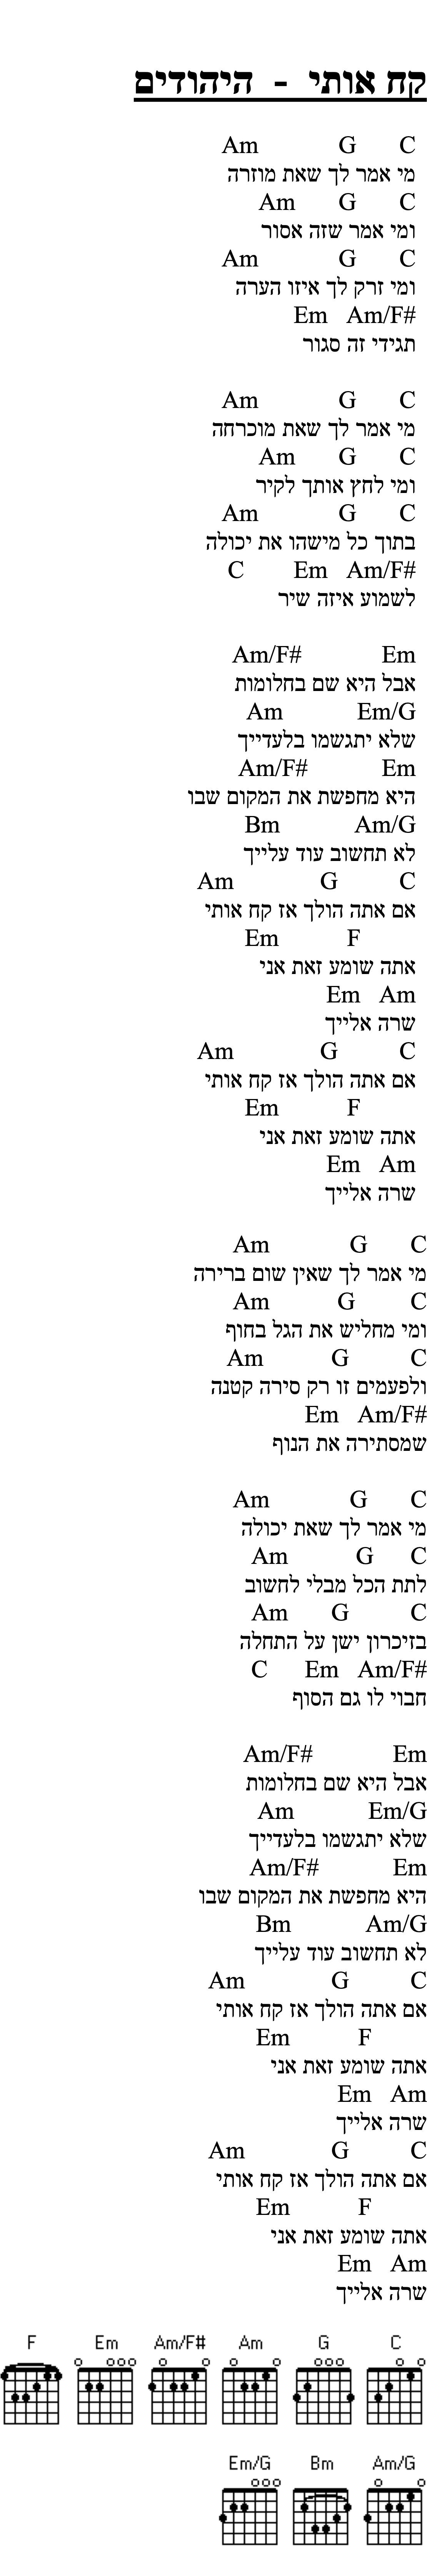 קח אותי - היהודים
Am G C
מי אמר לך שאת מוזרה
Am G C
ומי אמר שזה אסור
Am G C
ומי זרק לך איזו הערה
Em Am/F#
תגידי זה סגור
Am G C
מי אמר לך שאת מוכרחה
Am G C
ומי לחץ אותך לקיר
Am G C
בתוך כל מישהו את יכולה
C Em Am/F#
לשמוע איזה שיר
Am/F# Em
אבל היא שם בחלומות
Am Em/G
שלא יתגשמו בלעדייך
Am/F# Em
היא מחפשת את המקום שבו
Bm Am/G
לא תחשוב עוד עלייך
Am G C
אם אתה הולך אז קח אותי
Em F
אתה שומע זאת אני
Em Am
שרה אלייך
Am G C
אם אתה הולך אז קח אותי
Em F
אתה שומע זאת אני
Em Am
שרה אלייך
Am G C
מי אמר לך שאין שום ברירה
Am G C
ומי מחליש את הגל בחוף
Am G C
ולפעמים זו רק סירה קטנה
Em Am/F#
שמסתירה את הנוף
Am G C
מי אמר לך שאת יכולה
Am G C
לתת הכל מבלי לחשוב
Am G C
בזיכרון ישן על התחלה
C Em Am/F#
חבוי לו גם הסוף
Am/F# Em
אבל היא שם בחלומות
Am Em/G
שלא יתגשמו בלעדייך
Am/F# Em
היא מחפשת את המקום שבו
Bm Am/G
לא תחשוב עוד עלייך
Am G C
אם אתה הולך אז קח אותי
Em F
אתה שומע זאת אני
Em Am
שרה אלייך
Am G C
אם אתה הולך אז קח אותי
Em F
אתה שומע זאת אני
Em Am
שרה אלייך
F Em Am/F# Am G C
Em/G Bm Am/G